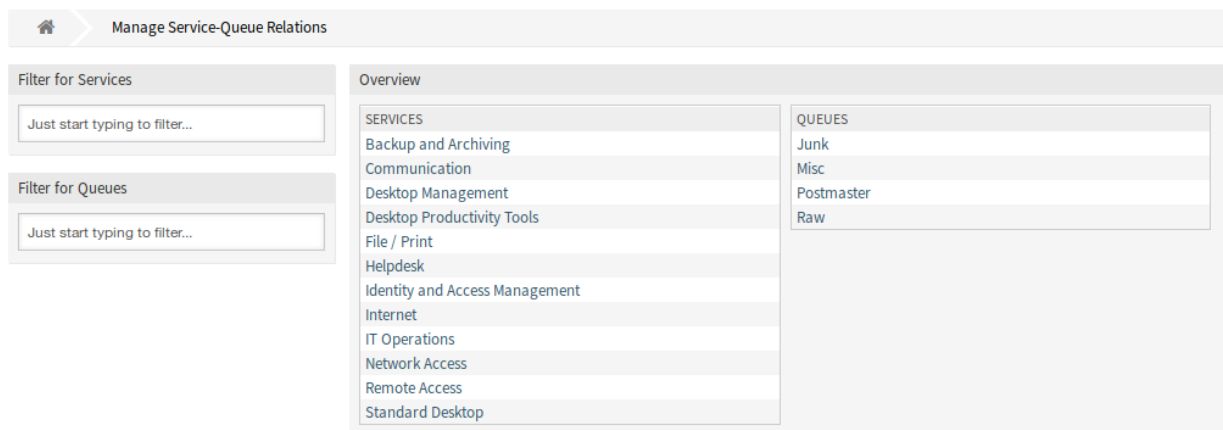 Manage Service-Queue Relations
Filter for Services
Just start typing to filter...
Filter for Queues
Just start typing to filter...
Overview
SERVICES
Backup and Archiving
Communication
Desktop Management
Desktop Productivity Tools
File / Print
Helpdesk
Identity and Access Management
Internet
IT Operations
Network Access
Remote Access
Standard Desktop
QUEUES
Junk
Misc
Postmaster
Raw